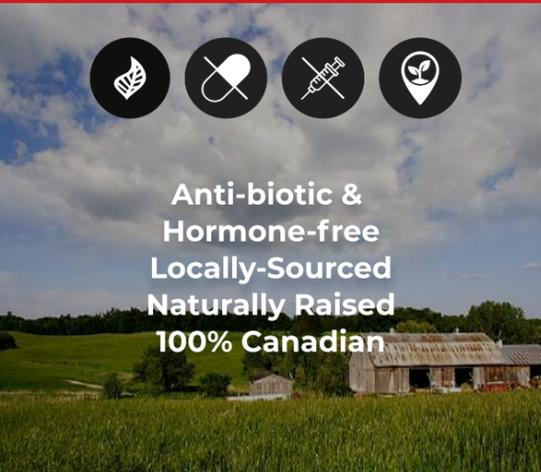 Anti-biotic &
Hormone-free
Locally-Sourced
Naturally Raised
100% Canadian